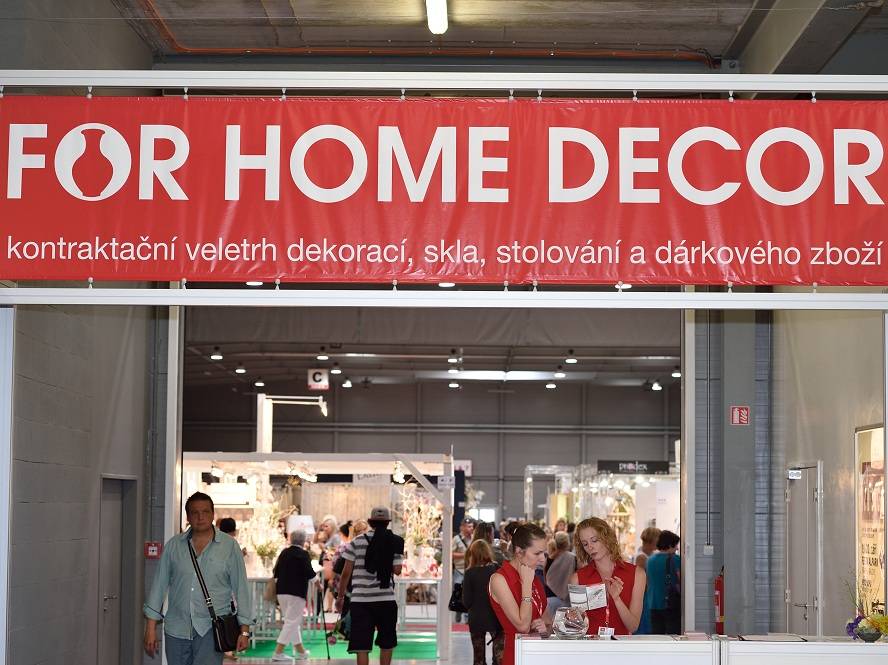 FOR HOME DECOR
kontraktační veletrh dekorací, skla, stolování a dárkového zboží
C